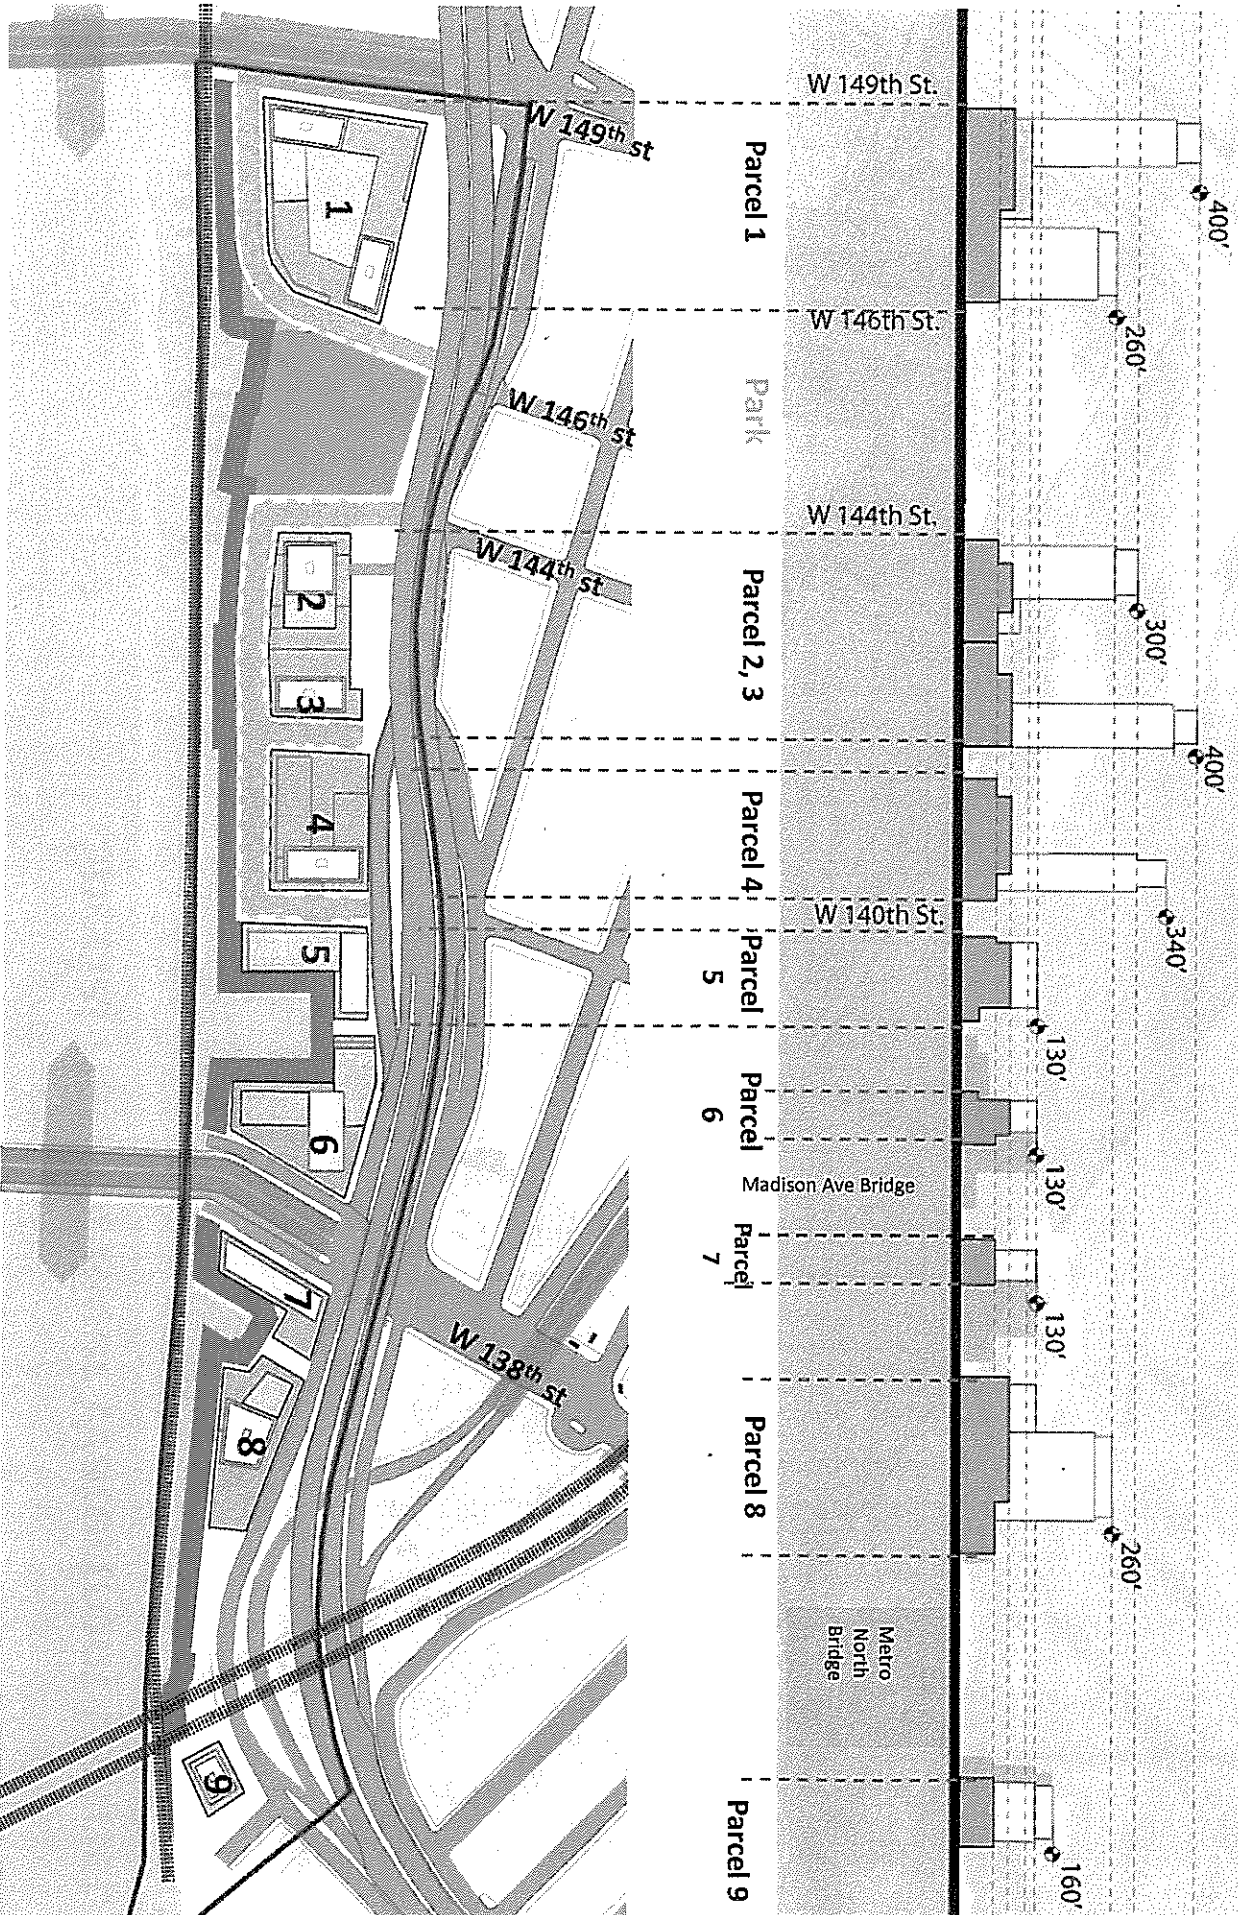 400'
260'
300'
400'
340'
130'
130'
130'
260'
160'
W 149th St.
W 146th St.
W 144th St.
W 140th St.
Madison Ave Bridge
Metro
North
Bridge
Parcel 1
Park
Parcel 2, 3
Parcel 4
Parcel
5
Parcel
6
Parcel
7
Parcel 8
Parcel 9
W 149th st
W 146th st
W 144th st
W 138th st
1
2
3
4
5
6
7
8
9